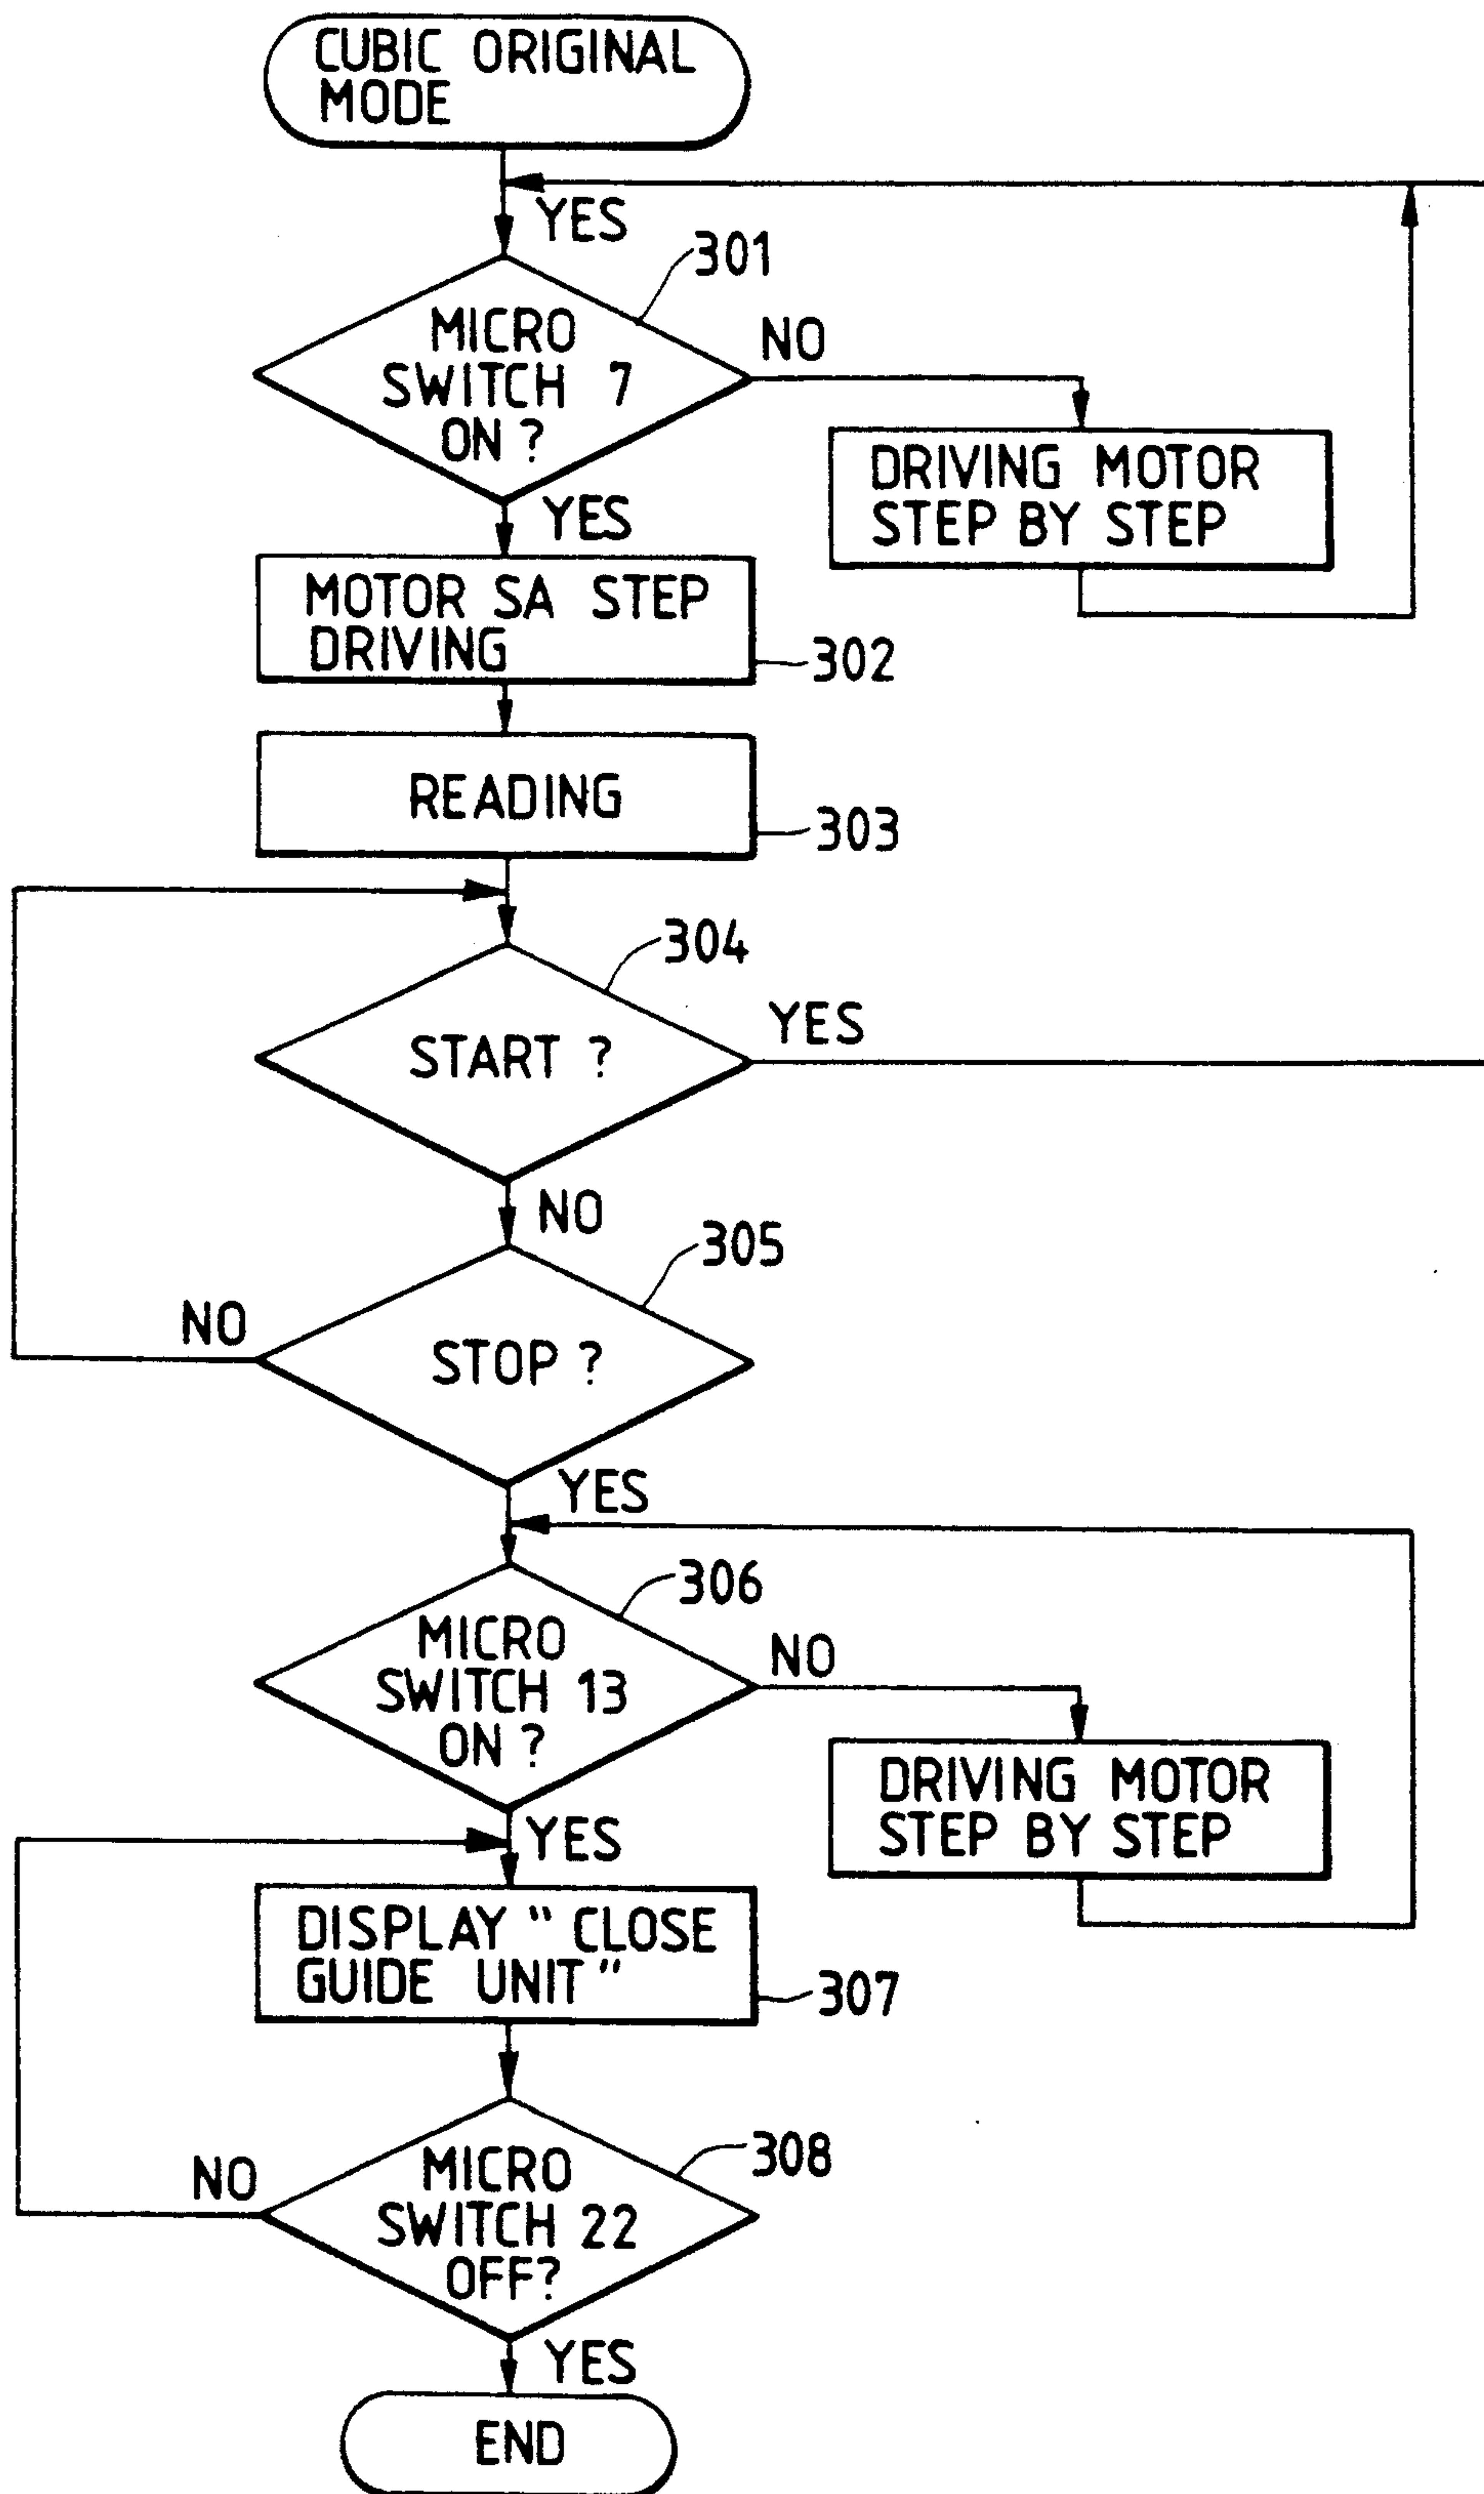 CUBIC ORIGINAL
MODE
YES
301
MICRO
SWITCH 7
ON ?
NO
DRIVING MOTOR
STEP BY STEP
YES
MOTOR SA STEP
DRIVING
302
READING
303
304
START ?
YES
NO
305
STOP ?
NO
YES
306
MICRO
SWITCH 13
ON ?
NO
DRIVING MOTOR
STEP BY STEP
YES
DISPLAY “ CLOSE
GUIDE UNIT ”
307
308
MICRO
SWITCH 22
OFF?
NO
YES
END